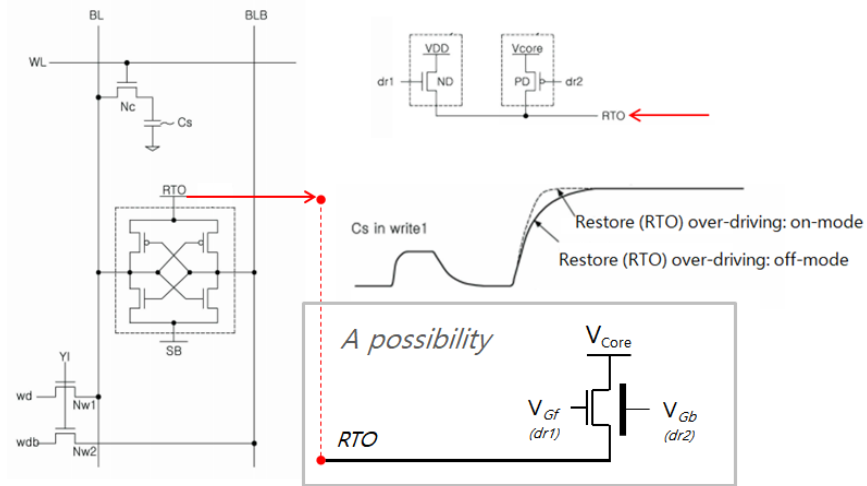 BL
BLB
WL
Nc
Cs
RTO
SB
YI
wd
Nw1
wdb
Nw2
VDD
Vcore
dr1
ND
PD
dr2
RTO
Cs in write1
Restore (RTO) over-driving: on-mode
Restore (RTO) over-driving: off-mode
A possibility
VCore
VGf
(dr1)
VGb
(dr2)
RTO